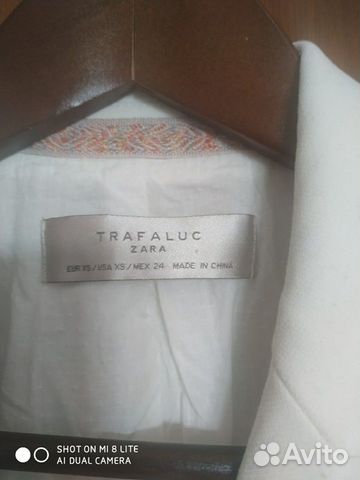 TRAFALUC
ZARA
EUR XS / USA XS / MEX 24 MADE IN CHINA
SHOT ON MI 8 LITE
AI DUAL CAMERA
Avito